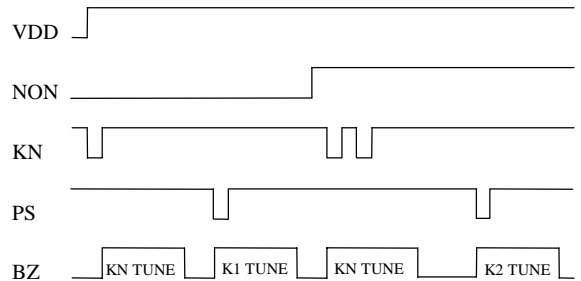 VDD
NON
KN
PS
BZ KN TUNE K1 TUNE KN TUNE K2 TUNE